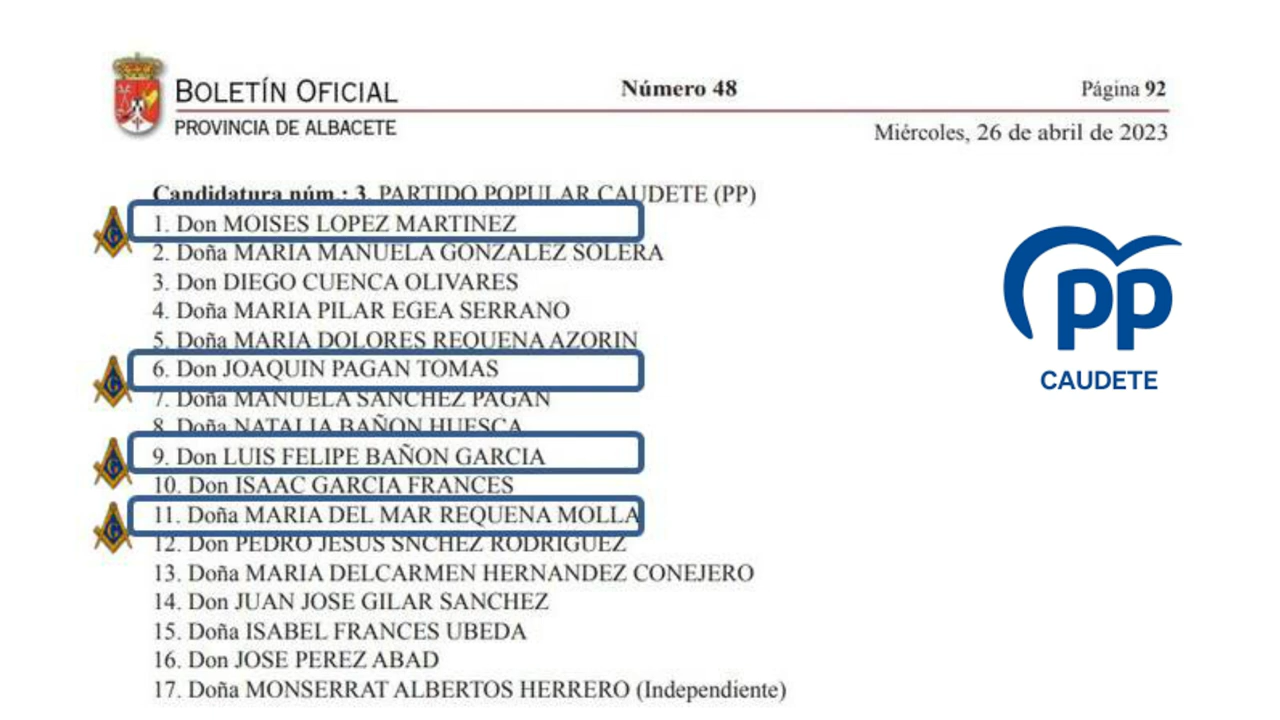 BOLETÍN OFICIAL
PROVINCIA DE ALBACETE
Número 48
Página 92
Miércoles, 26 de abril de 2023
Candidatura núm.: 3. PARTIDO POPULAR CAUDETE (PP)
1. Don MOISES LOPEZ MARTINEZ
2. Doña MARIA MANUELA GONZALEZ SOLERA
3. Don DIEGO CUENCA OLIVARES
4. Doña MARIA PILAR EGEA SERRANO
5. Doña MARIA DOLORES REQUENA AZORIN
6. Don JOAQUIN PAGAN TOMAS
7. Doña MANUELA SANCHEZ PAGAN
8. Doña NATALIA BAÑON HUESCA
9. Don LUIS FELIPE BAÑON GARCIA
10. Don ISAAC GARCIA FRANCES
11. Doña MARIA DEL MAR REQUENA MOLLA
12. Don PEDRO JESUS SNCHEZ RODRIGUEZ
13. Doña MARIA DELCARMEN HERNANDEZ CONEJERO
14. Don JUAN JOSE GILAR SANCHEZ
15. Doña ISABEL FRANCES UBEDA
16. Don JOSE PEREZ ABAD
17. Doña MONSERRAT ALBERTOS HERRERO (Independiente)
G
G
G
G
pp
CAUDETE